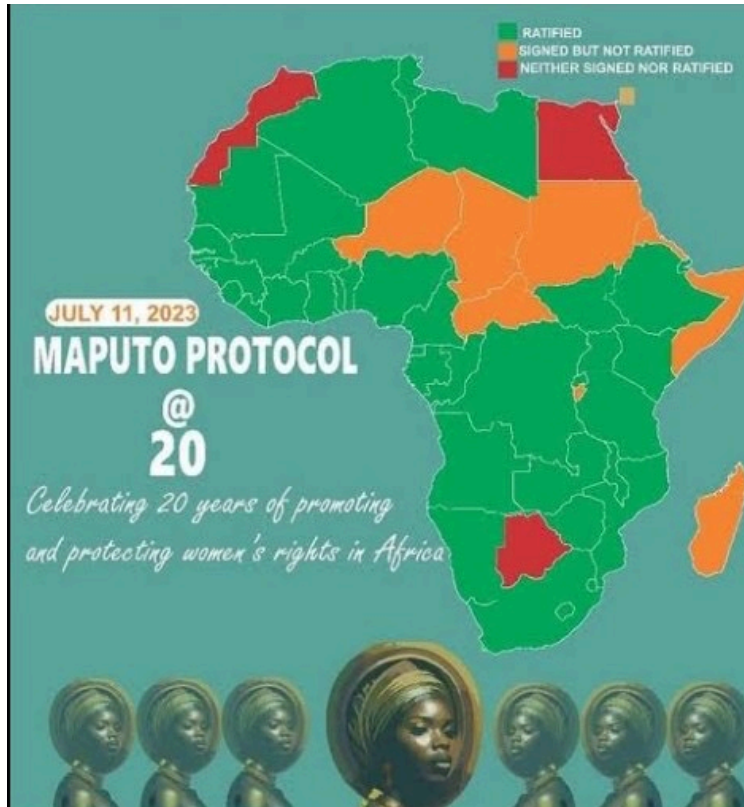 RATIFIED
SIGNED BUT NOT RATIFIED
NEITHER SIGNED NOR RATIFIED
JULY 11, 2023
MAPUTO PROTOCOL
@
20
Celebrating 20 years of promoting
and protecting women's rights in Africa